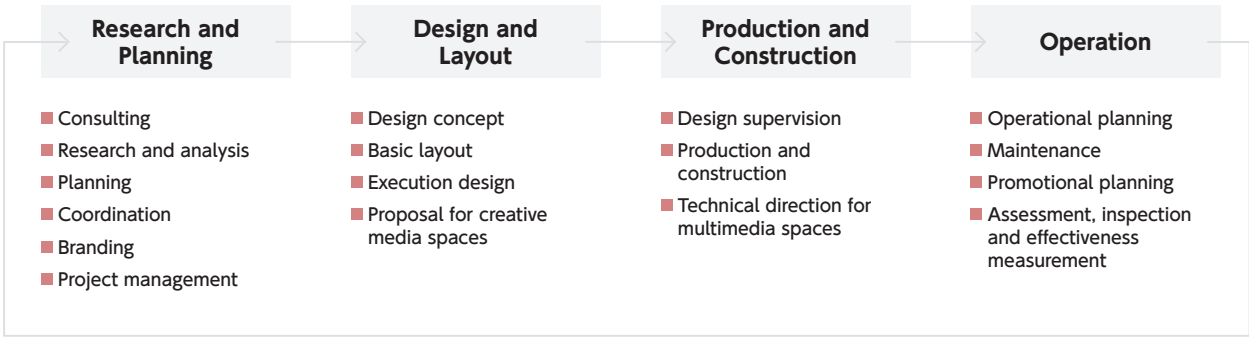 Research and
Planning
Consulting
Research and analysis
Planning
Coordination
Branding
Project management
Design and
Layout
Design concept
Basic layout
Execution design
Proposal for creative
media spaces
Production and
Construction
Design supervision
Production and
construction
Technical direction for
multimedia spaces
Operation
Operational planning
Maintenance
Promotional planning
Assessment, inspection
and effectiveness
measurement